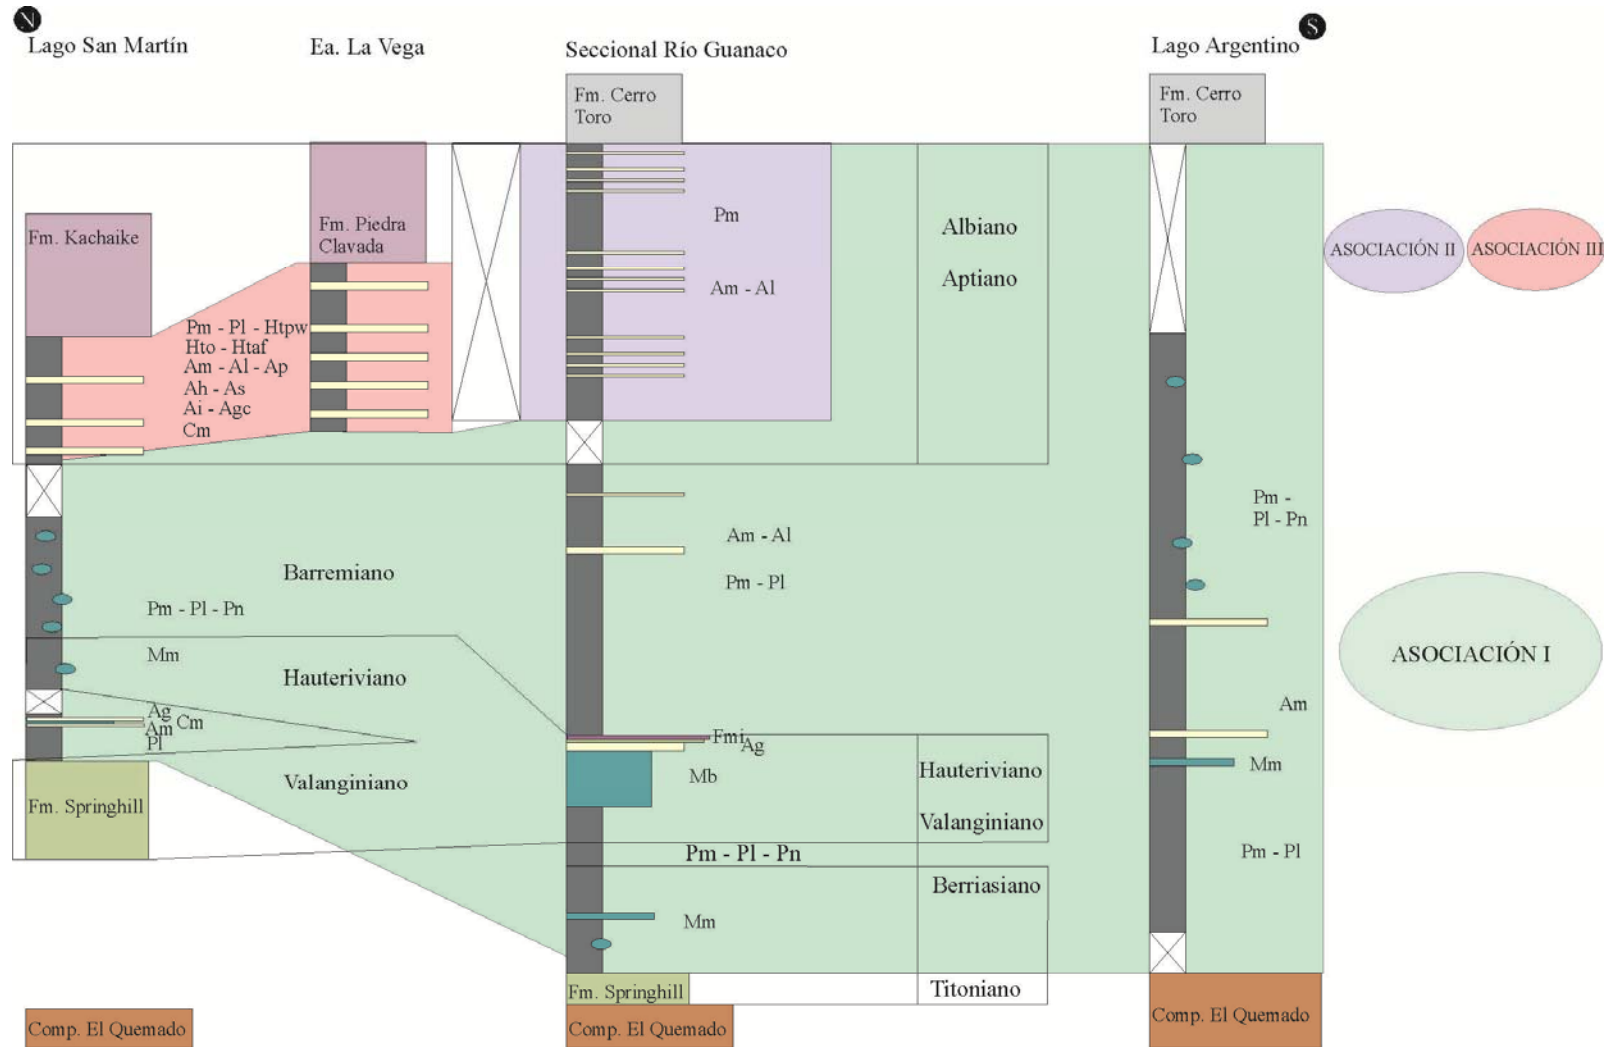 N
S
Lago San Martín
Ea. La Vega
Seccional Río Guanaco
Lago Argentino
Fm. Cerro
Toro
Fm. Cerro
Toro
Fm. Kachaike
Fm. Piedra
Clavada
Pm
Albiano
ASOCIACIÓN II
ASOCIACIÓN III
Am - Al
Aptiano
Pm - Pl - Htpw
Hto - Htaf
Am - Al - Ap
Ah - As
Ai - Agc
Cm
Pm -
Pl - Pn
Am - Al
Barremiano
Pm - Pl
Pm - Pl - Pn
Mm
ASOCIACIÓN I
Hauteriviano
Ag
Am Cm
Pl
Am
Fmi
Ag
Mb
Hauteriviano
Mm
Valanginiano
Fm. Springhill
Valanginiano
Pm - Pl - Pn
Pm - Pl
Berriasiano
Mm
Fm. Springhill
Titoniano
Comp. El Quemado
Comp. El Quemado
Comp. El Quemado